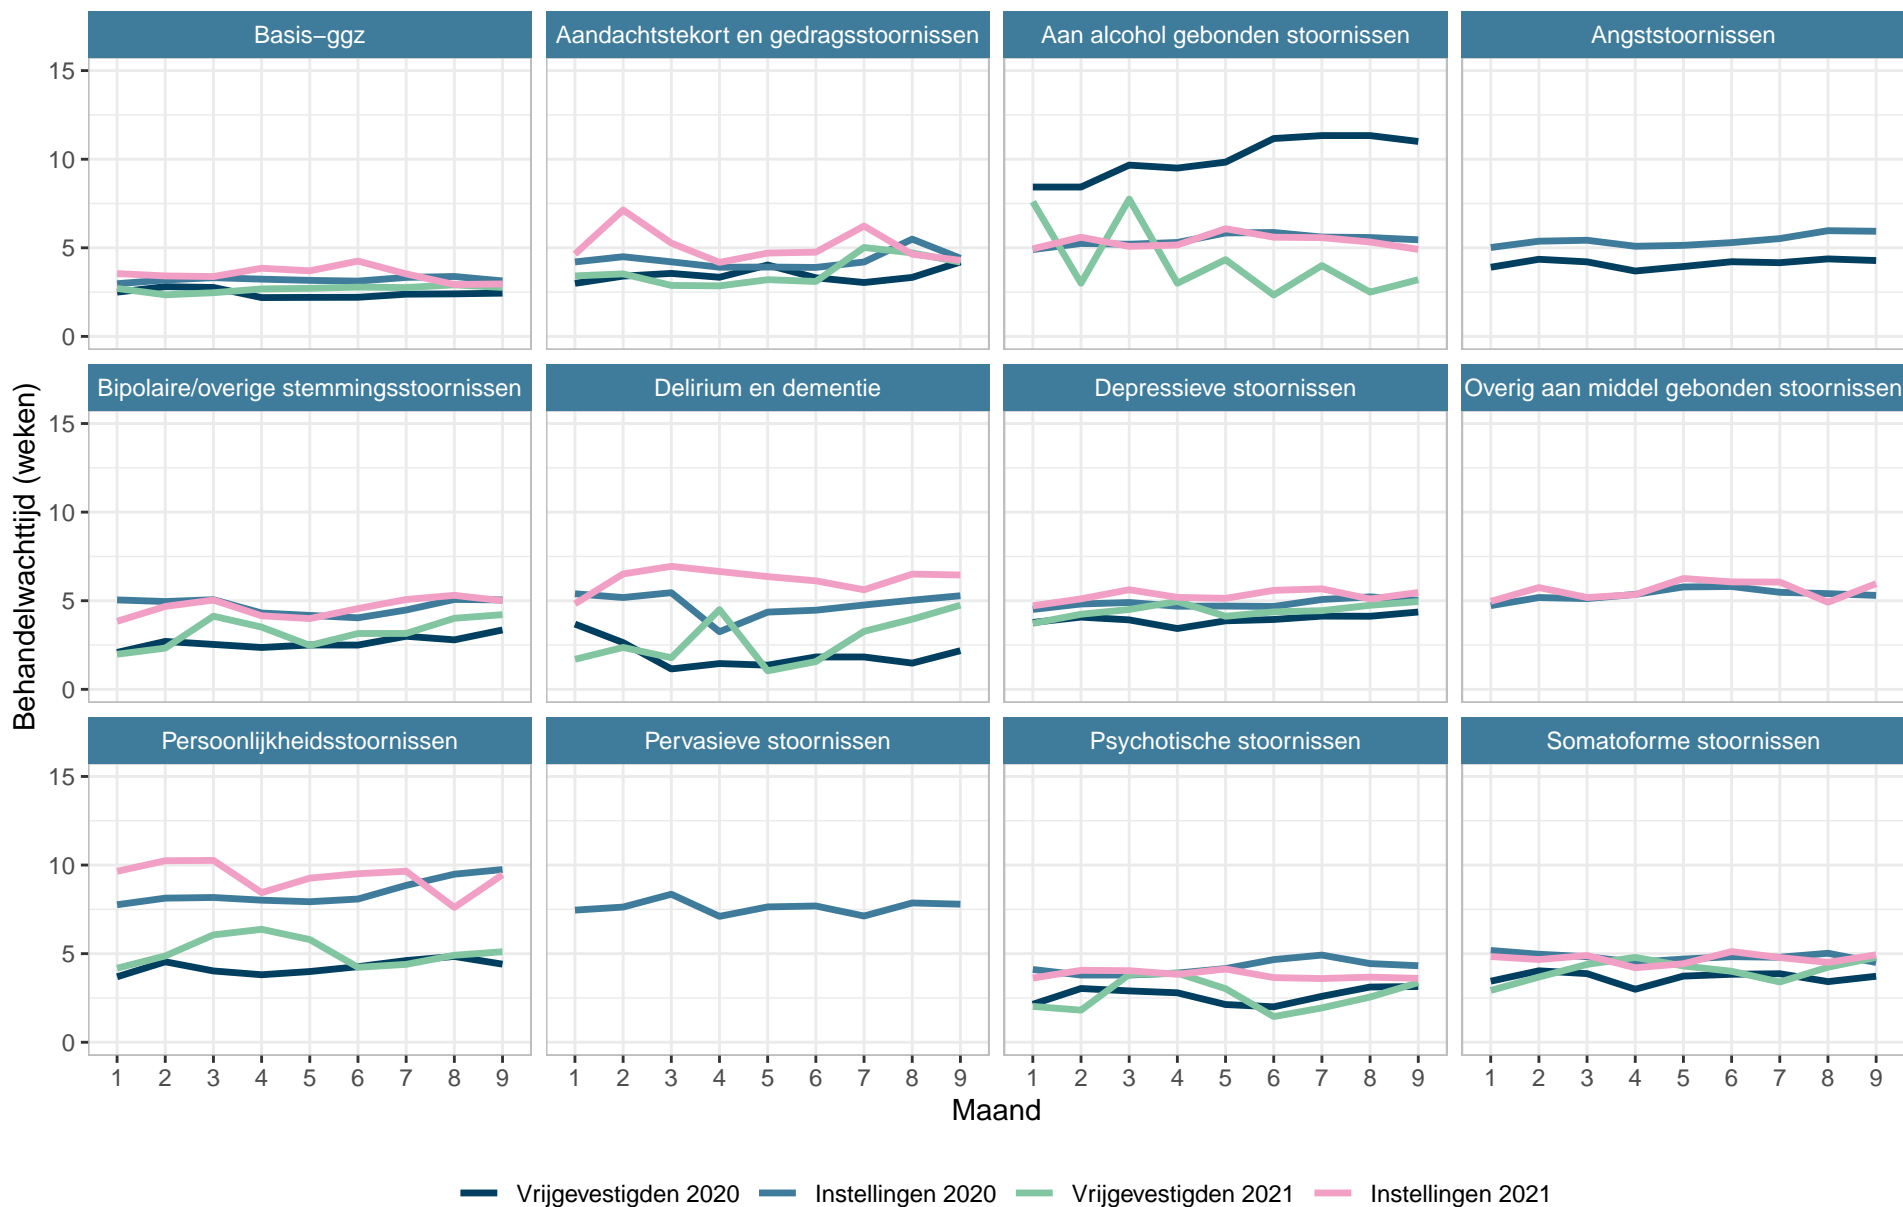 Basis−ggz
Aandachtstekort en gedragsstoornissen
Aan alcohol gebonden stoornissen
Angststoornissen
15
10
5
0
Bipolaire/overige stemmingsstoornissen
Delirium en dementie
Depressieve stoornissen
Overig aan middel gebonden stoornissen
15
10
5
0
Persoonlijkheidsstoornissen
Pervasieve stoornissen
Psychotische stoornissen
Somatoforme stoornissen
15
10
5
0
Behandelwachttijd (weken)
1 2 3 4 5 6 7 8 9
1 2 3 4 5 6 7 8 9
1 2 3 4 5 6 7 8 9
1 2 3 4 5 6 7 8 9
Maand
Vrijgevestigden 2020
Instellingen 2020
Vrijgevestigden 2021
Instellingen 2021